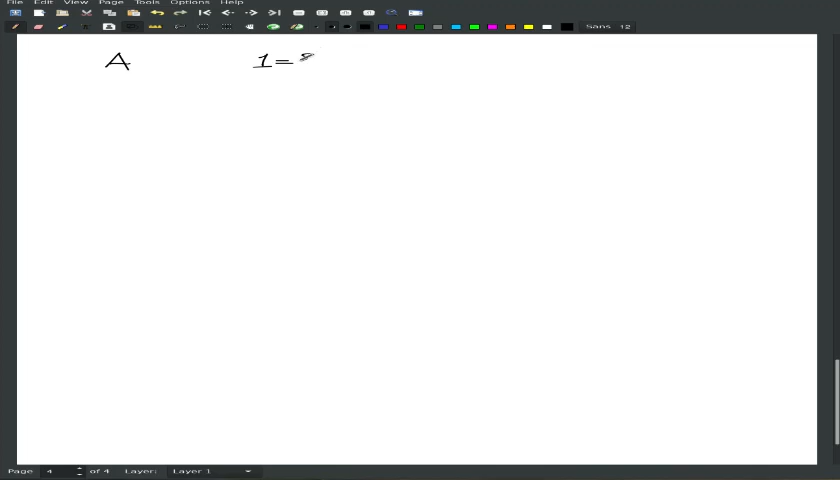 File Edit View Page Tools Options Help
Sans 12
A 1=
Page 4 of 4 Layer: Layer 1